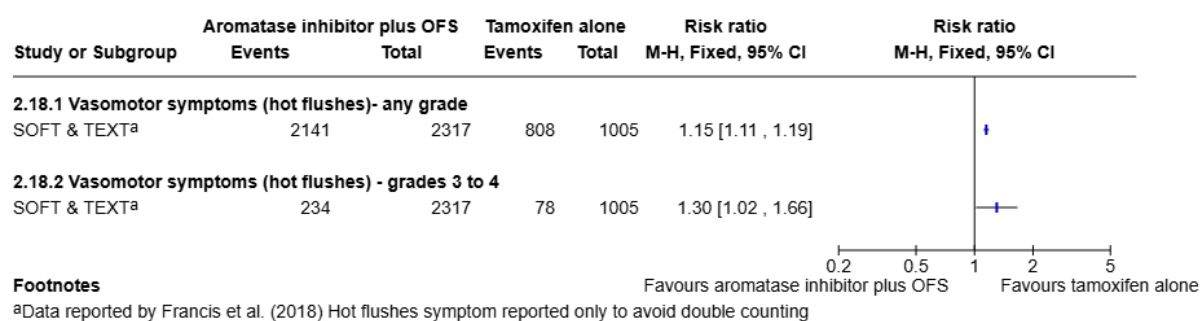 Aromatase inhibitor plus OFS Tamoxifen alone Risk ratio Risk ratio
Study or Subgroup Events Total Events Total M-H, Fixed, 95% CI M-H, Fixed, 95% CI
2.18.1 Vasomotor symptoms (hot flushes)- any grade
SOFT & TEXTa 2141 2317 808 1005 1.15 [1.11 , 1.19]
2.18.2 Vasomotor symptoms (hot flushes) - grades 3 to 4
SOFT & TEXTa 234 2317 78 1005 1.30 [1.02 , 1.66]
0.2 0.5 1 2 5
Footnotes Favours aromatase inhibitor plus OFS Favours tamoxifen alone
aData reported by Francis et al. (2018) Hot flushes symptom reported only to avoid double counting